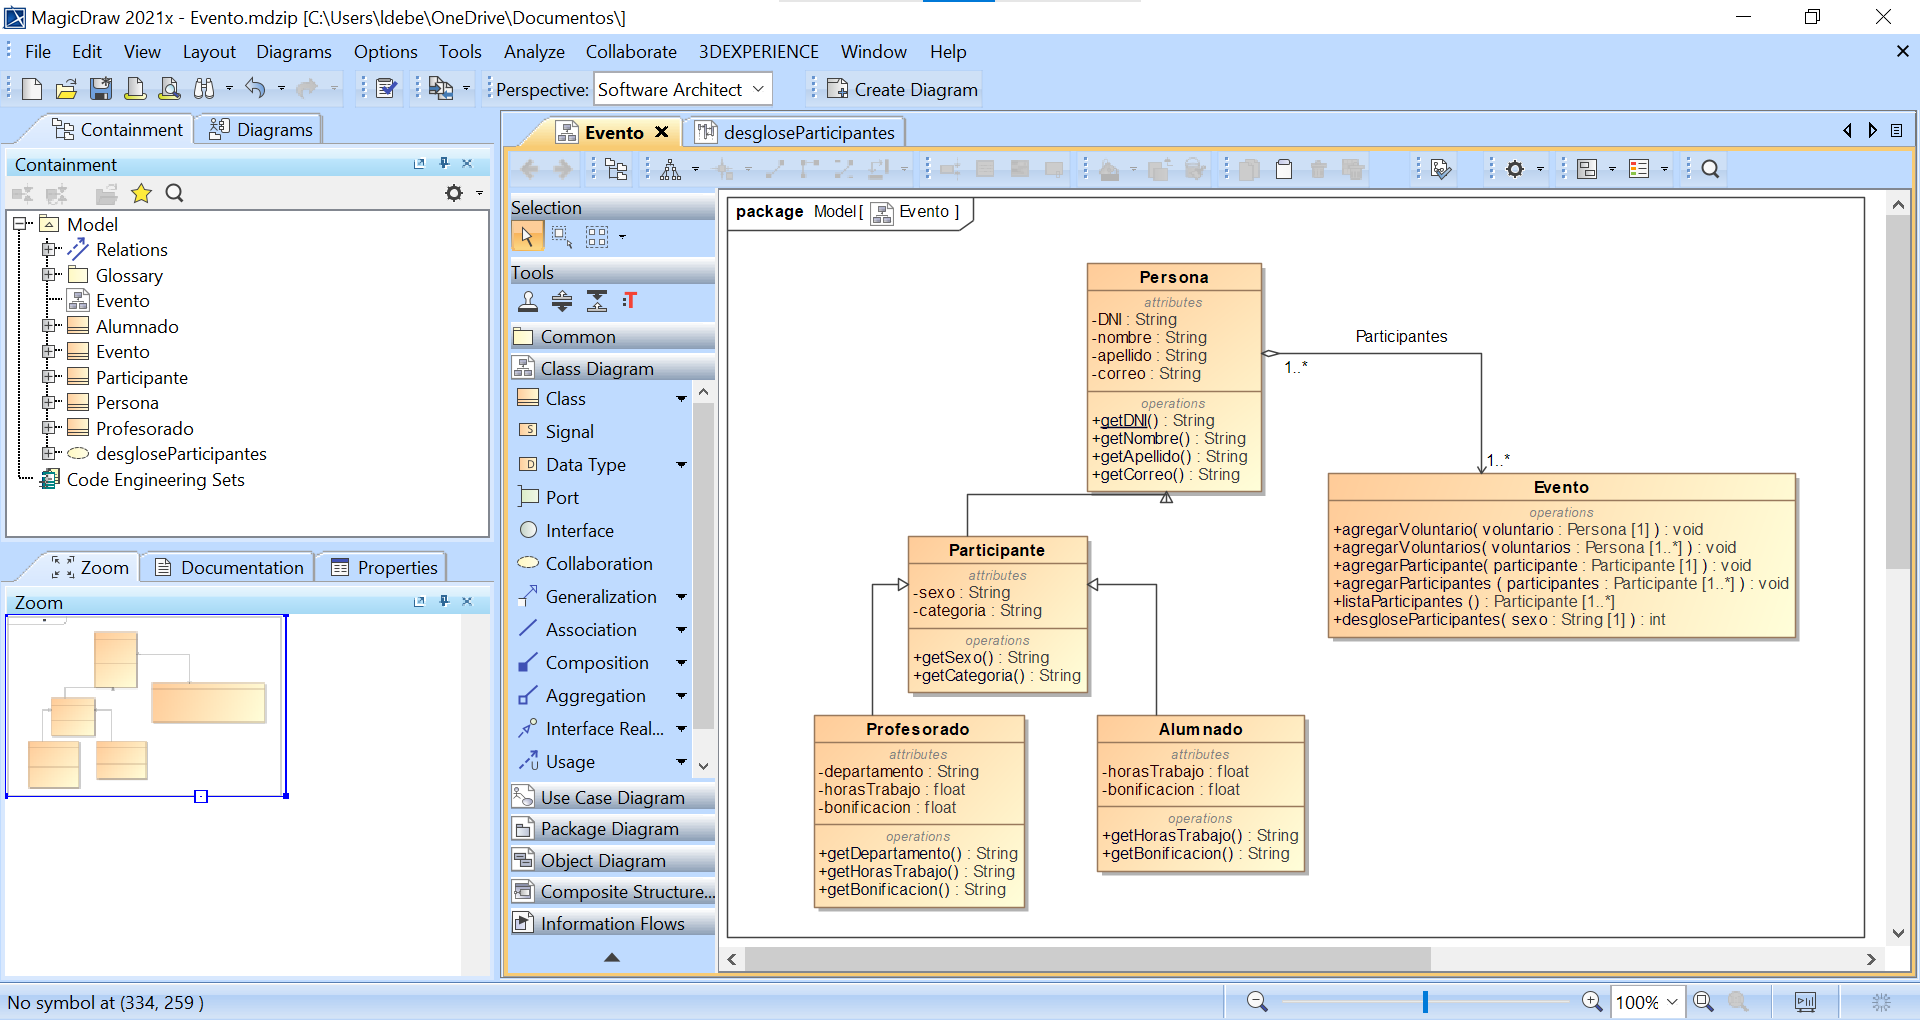 MagicDraw 2021x - Evento.mdzip [C:\Users\ldebe\OneDrive\Documentos\]
File Edit View Layout Diagrams Options Tools Analyze Collaborate 3DEXPERIENCE Window Help
Perspective: Software Architect Create Diagram
Containment Diagrams
Containment
Model
Relations
Glossary
Evento
Alumnado
Evento
Participante
Persona
Profesorado
desgloseParticipantes
Code Engineering Sets
Zoom Documentation Properties
Zoom
Evento desgloseParticipantes
Selection
Tools
Common
Class Diagram
Class
Signal
Data Type
Port
Interface
Collaboration
Generalization
Association
Composition
Aggregation
Interface Real...
Usage
Use Case Diagram
Package Diagram
Object Diagram
Composite Structure...
Information Flows
package Model[ Evento ]
Persona
attributes
-DNI : String
-nombre : String
-apellido : String
-correo : String
operations
+getDNI() : String
+getNombre() : String
+getApellido() : String
+getCorreo() : String
Participantes
1..*
1..*
Evento
operations
+agregarVoluntario( voluntario : Persona [1] ) : void
+agregarVoluntarios( voluntarios : Persona [1..*] ) : void
+agregarParticipante( participante : Participante [1] ) : void
+agregarParticipantes ( participantes : Participante [1..*] ) : void
+listaParticipantes () : Participante [1..*]
+desgloseParticipantes( sexo : String [1] ) : int
Participante
attributes
-sexo : String
-categoria : String
operations
+getSexo() : String
+getCategoria() : String
Profesorado
attributes
-departamento : String
-horasTrabajo : float
-bonificacion : float
operations
+getDepartamento() : String
+getHorasTrabajo() : String
+getBonificacion() : String
Alumnado
attributes
-horasTrabajo : float
-bonificacion : float
operations
+getHorasTrabajo() : String
+getBonificacion() : String
No symbol at (334, 259 )
100%